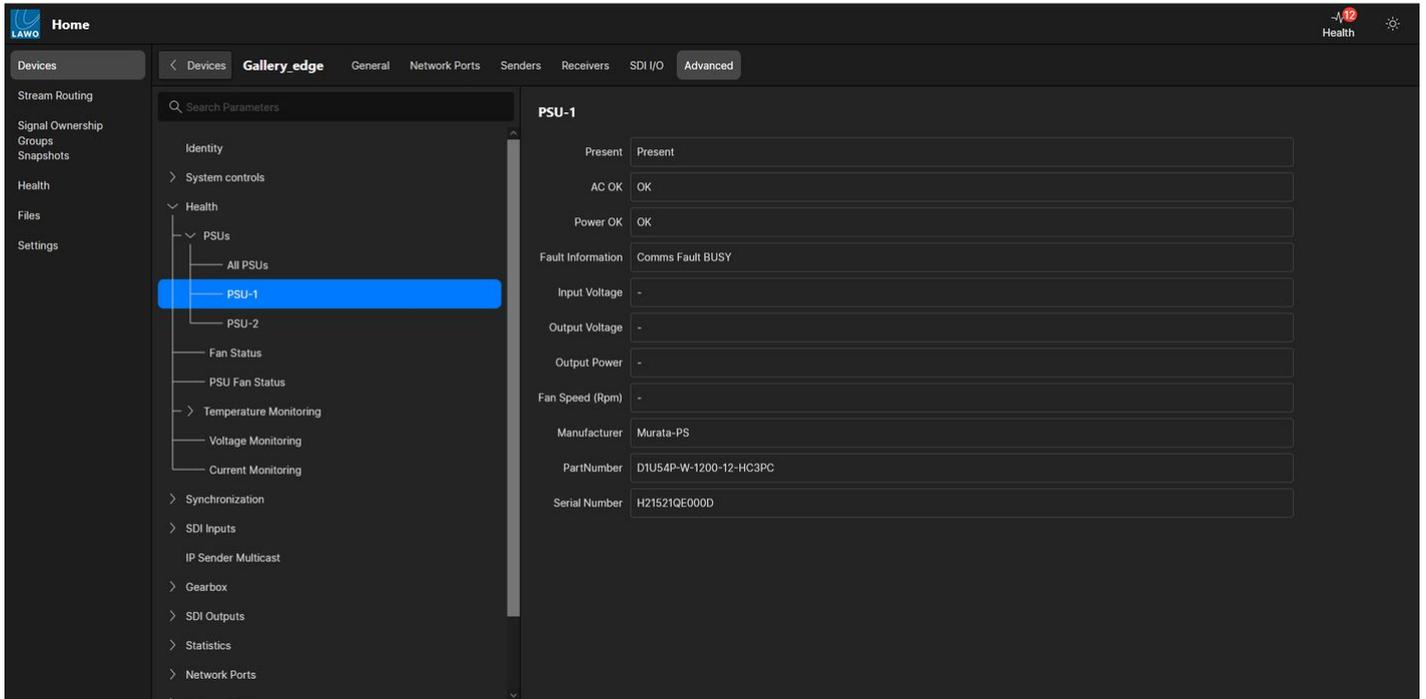 LAWO
Home
12
Health
Devices
Stream Routing
Signal Ownership
Groups
Snapshots
Health
Files
Settings
Devices
Gallery_edge
General
Network Ports
Senders
Receivers
SDI I/O
Advanced
Search Parameters
Identity
System controls
Health
PSUs
All PSUs
PSU-1
PSU-2
Fan Status
PSU Fan Status
Temperature Monitoring
Voltage Monitoring
Current Monitoring
Synchronization
SDI Inputs
IP Sender Multicast
Gearbox
SDI Outputs
Statistics
Network Ports
PSU-1
Present Present
AC OK OK
Power OK OK
Fault Information Comms Fault BUSY
Input Voltage -
Output Voltage -
Output Power -
Fan Speed (Rpm) -
Manufacturer Murata-PS
PartNumber D1U54P-W-1200-12-HC3PC
Serial Number H21521QE000D